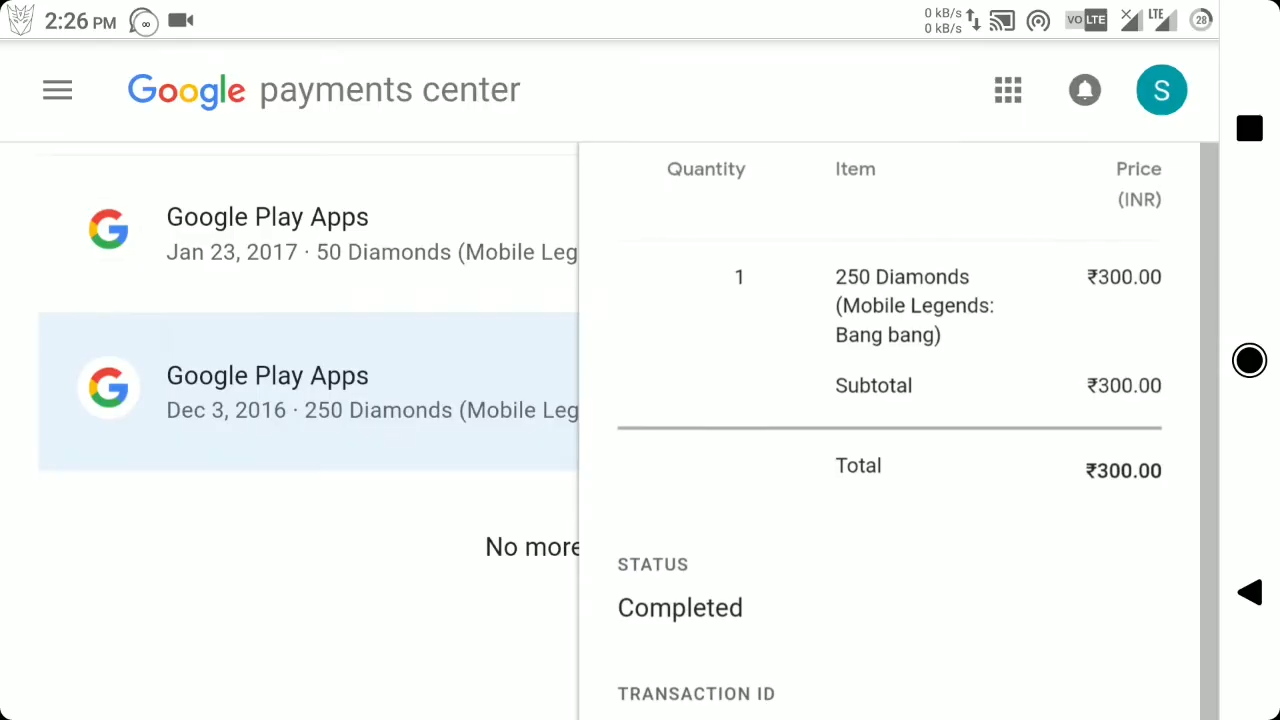 2:26 PM
0 kB/s
0 kB/s
VO LTE
LTE
28
Google payments center
S
Google Play Apps
Jan 23, 2017 · 50 Diamonds (Mobile Leg
Google Play Apps
Dec 3, 2016 · 250 Diamonds (Mobile Leg
No more
Quantity Item Price
(INR)
1 250 Diamonds ₹300.00
(Mobile Legends:
Bang bang)
Subtotal ₹300.00
Total ₹300.00
STATUS
Completed
TRANSACTION ID